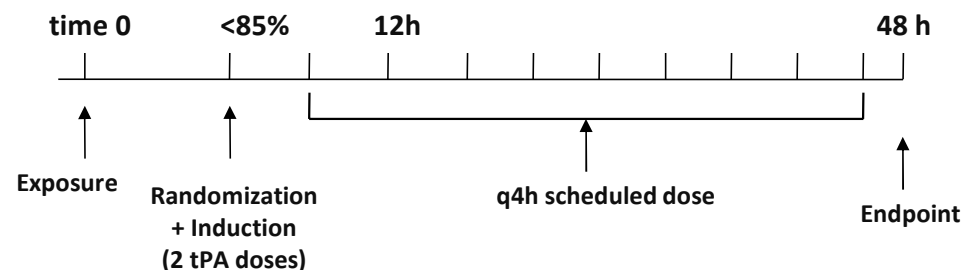 time 0 <85% 12h 48 h
Exposure
Randomization
+ Induction
(2 tPA doses)
q4h scheduled dose
Endpoint